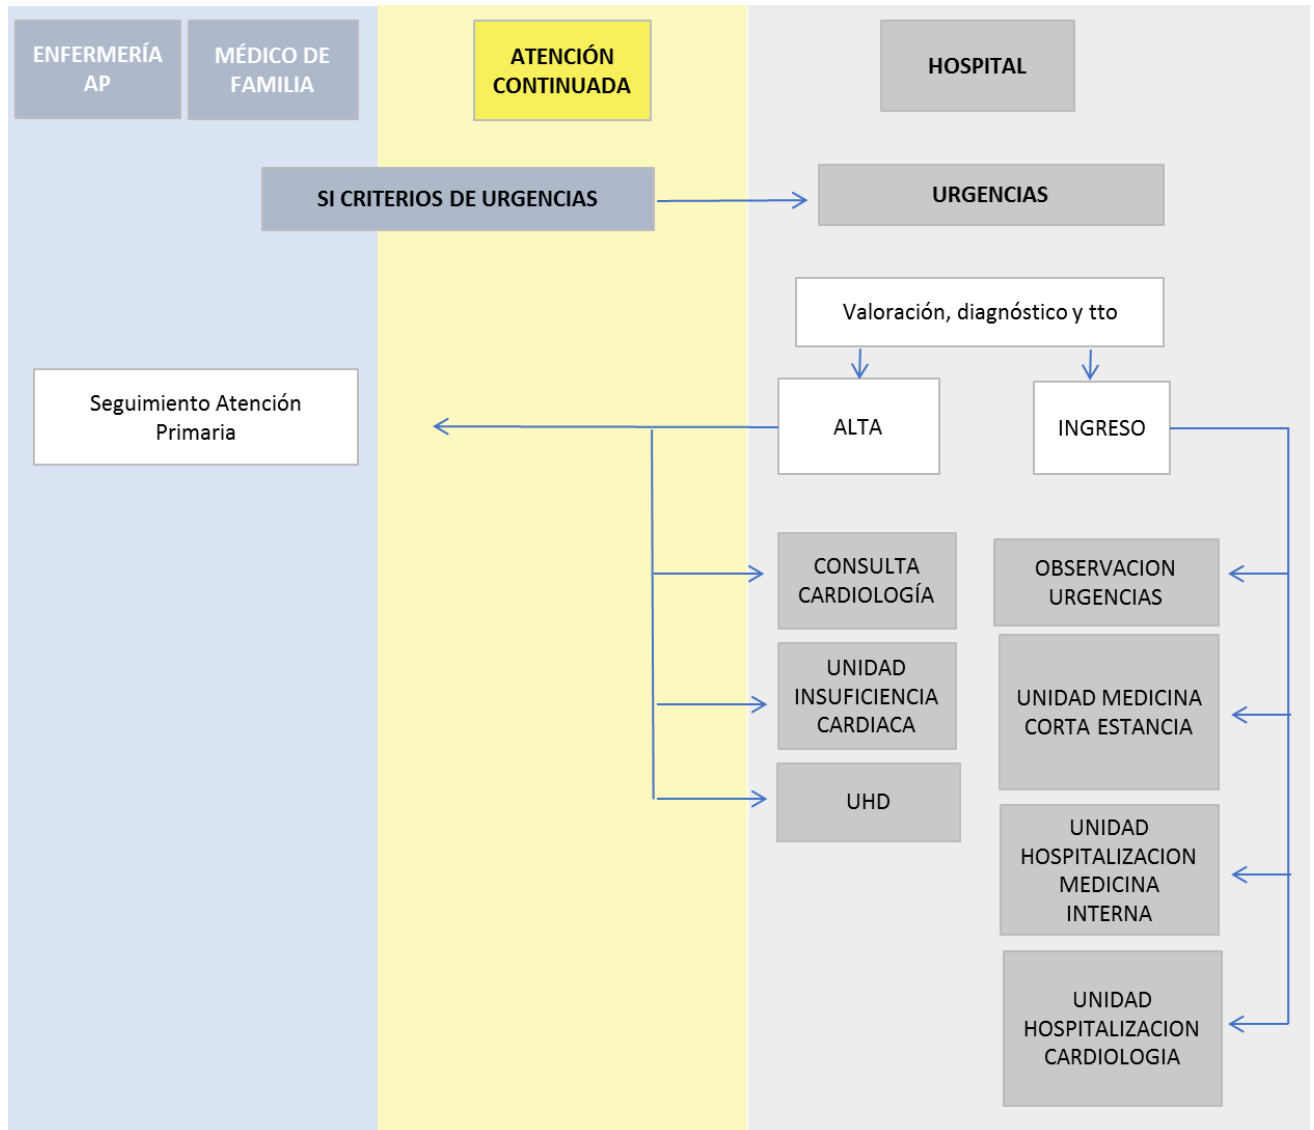 ENFERMERÍA
AP
MÉDICO DE
FAMILIA
ATENCIÓN
CONTINUADA
HOSPITAL
SI CRITERIOS DE URGENCIAS
URGENCIAS
Valoración, diagnóstico y tto
Seguimiento Atención
Primaria
ALTA
INGRESO
CONSULTA
CARDIOLOGÍA
OBSERVACION
URGENCIAS
UNIDAD
INSUFICIENCIA
CARDIACA
UNIDAD MEDICINA
CORTA ESTANCIA
UHD
UNIDAD
HOSPITALIZACION
MEDICINA
INTERNA
UNIDAD
HOSPITALIZACION
CARDIOLOGIA